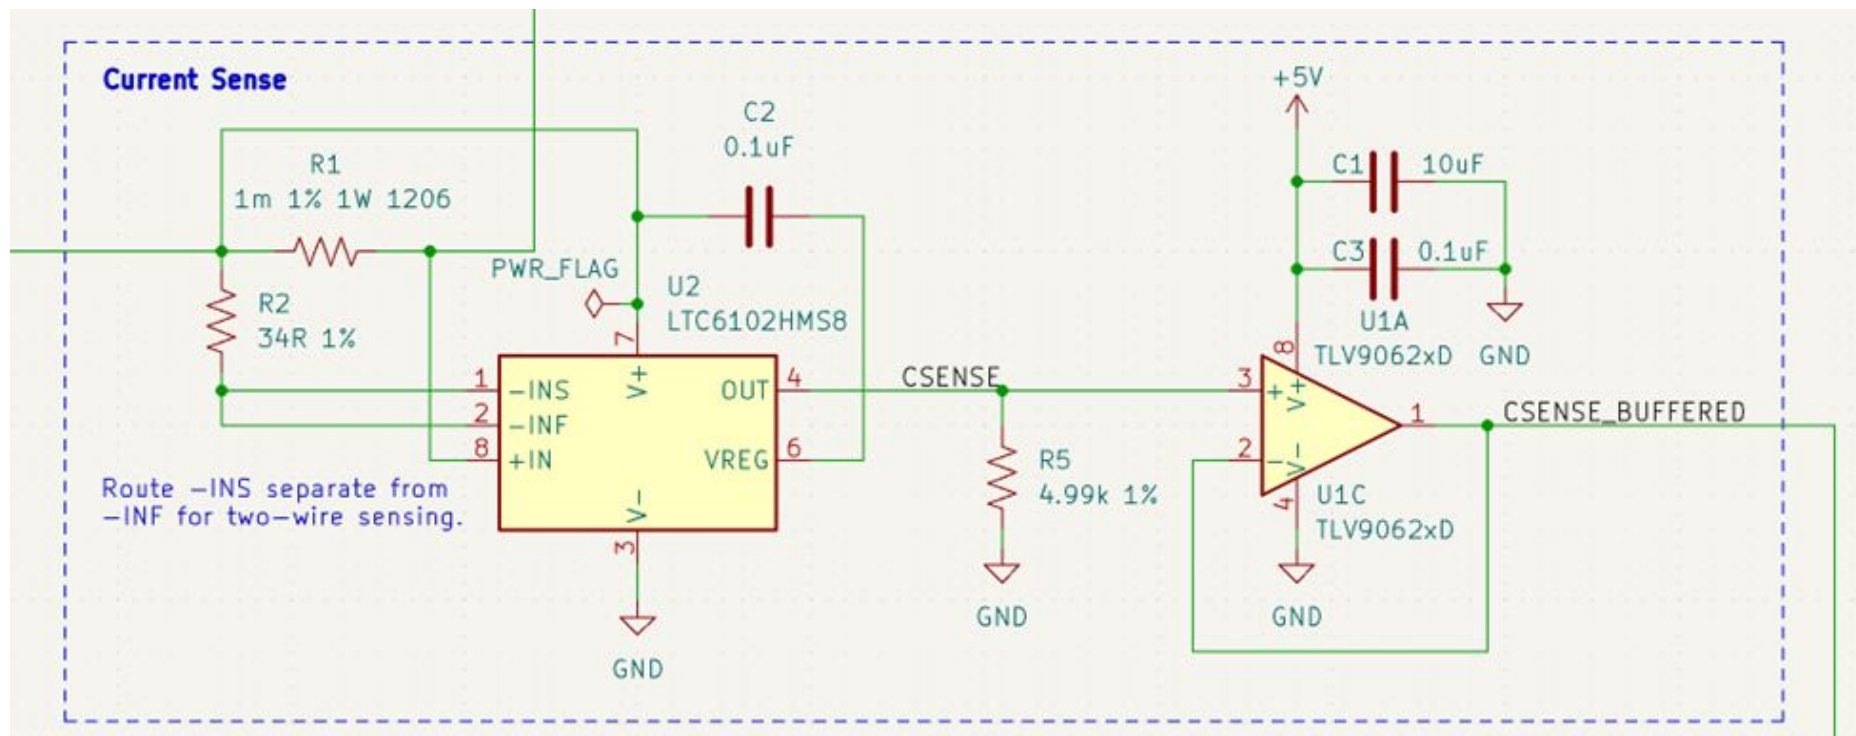 Current Sense
R1
1m 1% 1W 1206
R2
34R 1%
Route -INS separate from
-INF for two-wire sensing.
PWR_FLAG
C2
0.1uF
U2
LTC6102HMS8
7
V+
1
-INS
2
-INF
8
+IN
OUT
4
VREG
6
V-
3
GND
CSENSE
R5
4.99k 1%
GND
+5V
C1
10uF
C3
0.1uF
U1A
TLV9062xD
GND
8
3
+
V+
2
-
V-
4
1
U1C
TLV9062xD
GND
CSENSE_BUFFERED